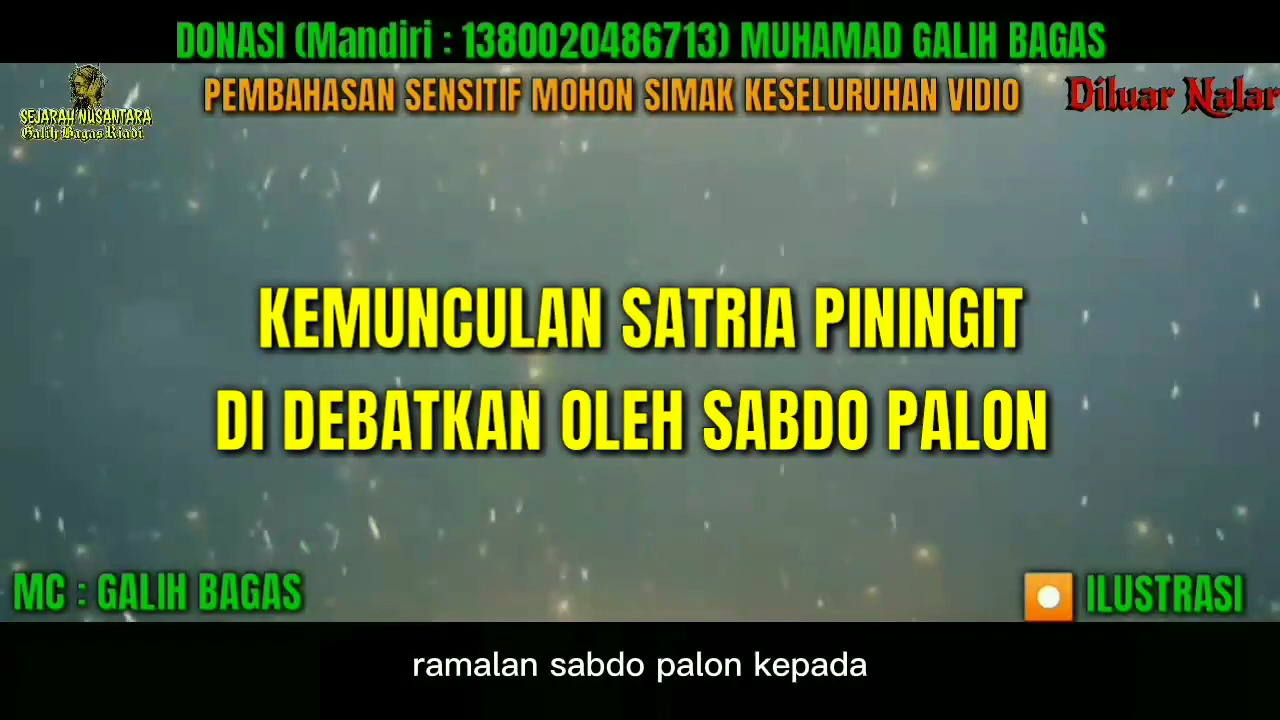 DONASI (Mandiri : 1380020486713) MUHAMAD GALIH BAGAS
PEMBAHASAN SENSITIF MOHON SIMAK KESELURUHAN VIDIO
Diluar Nalar
SEJARAH NUSANTARA
Galih Bagas Riadi
KEMUNCULAN SATRIA PININGIT
DI DEBATKAN OLEH SABDO PALON
MC : GALIH BAGAS
ILUSTRASI
ramalan sabdo palon kepada